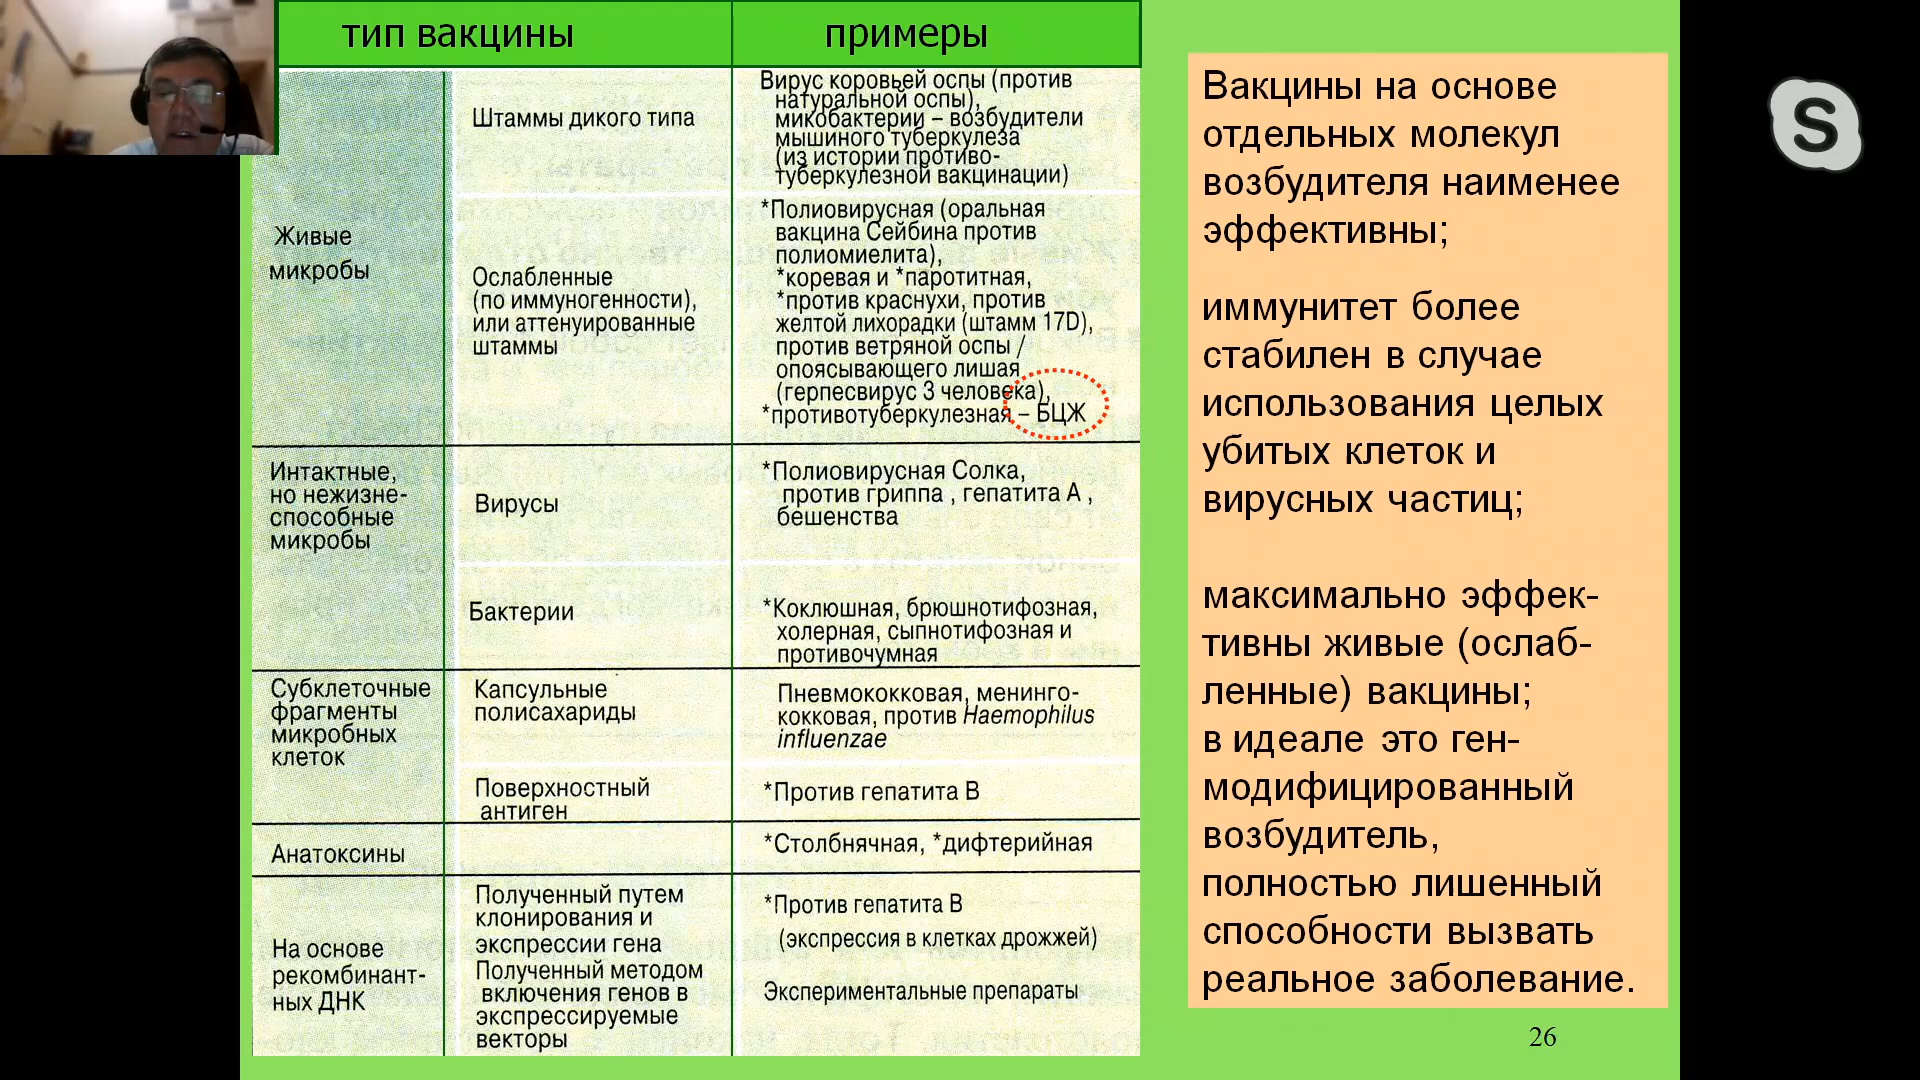 тип вакцины
примеры
Живые
микробы
Штаммы дикого типа
Вирус коровьей оспы (против
натуральной оспы),
микобактерии – возбудители
мышиного туберкулеза
(из истории противо-
туберкулезной вакцинации)
Ослабленные
(по иммуногенности),
или аттенуированные
штаммы
*Полиовирусная (оральная
вакцина Сейбина против
полиомиелита),
*коревая и *паротитная,
*против краснухи, против
желтой лихорадки (штамм 17D),
против ветряной оспы /
опоясывающего лишая
(герпесвирус 3 человека),
*противотуберкулезная – БЦЖ
Интактные,
но нежизне-
способные
микробы
Вирусы
*Полиовирусная Солка,
против гриппа , гепатита А ,
бешенства
Бактерии
*Коклюшная, брюшнотифозная,
холерная, сыпнотифозная и
противочумная
Субклеточные
фрагменты
микробных
клеток
Капсульные
полисахариды
Пневмококковая, менинго-
кокковая, против Haemophilus
influenzae
Поверхностный
антиген
*Против гепатита В
Анатоксины
*Столбнячная, *дифтерийная
На основе
рекомбинант-
ных ДНК
Полученный путем
клонирования и
экспрессии гена
*Против гепатита В
(экспрессия в клетках дрожжей)
Полученный методом
включения генов в
экспрессируемые
векторы
Экспериментальные препараты
Вакцины на основе
отдельных молекул
возбудителя наименее
эффективны;
иммунитет более
стабилен в случае
использования целых
убитых клеток и
вирусных частиц;
максимально эффек-
тивны живые (ослаб-
ленные) вакцины;
в идеале это ген-
модифицированный
возбудитель,
полностью лишенный
способности вызвать
реальное заболевание.
26
S